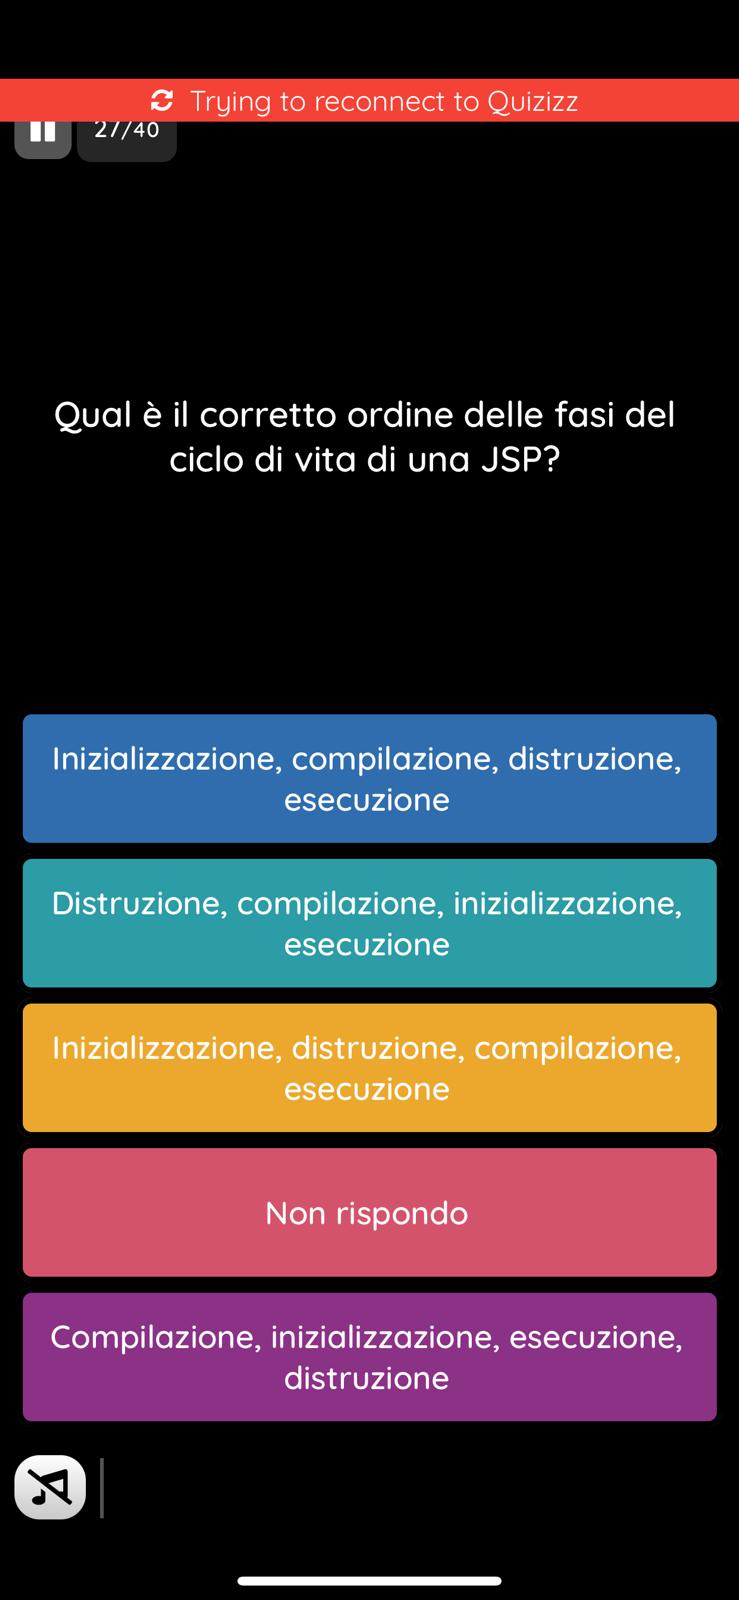 Trying to reconnect to Quizizz
27/40
Qual è il corretto ordine delle fasi del
ciclo di vita di una JSP?
Inizializzazione, compilazione, distruzione,
esecuzione
Distruzione, compilazione, inizializzazione,
esecuzione
Inizializzazione, distruzione, compilazione,
esecuzione
Non rispondo
Compilazione, inizializzazione, esecuzione,
distruzione